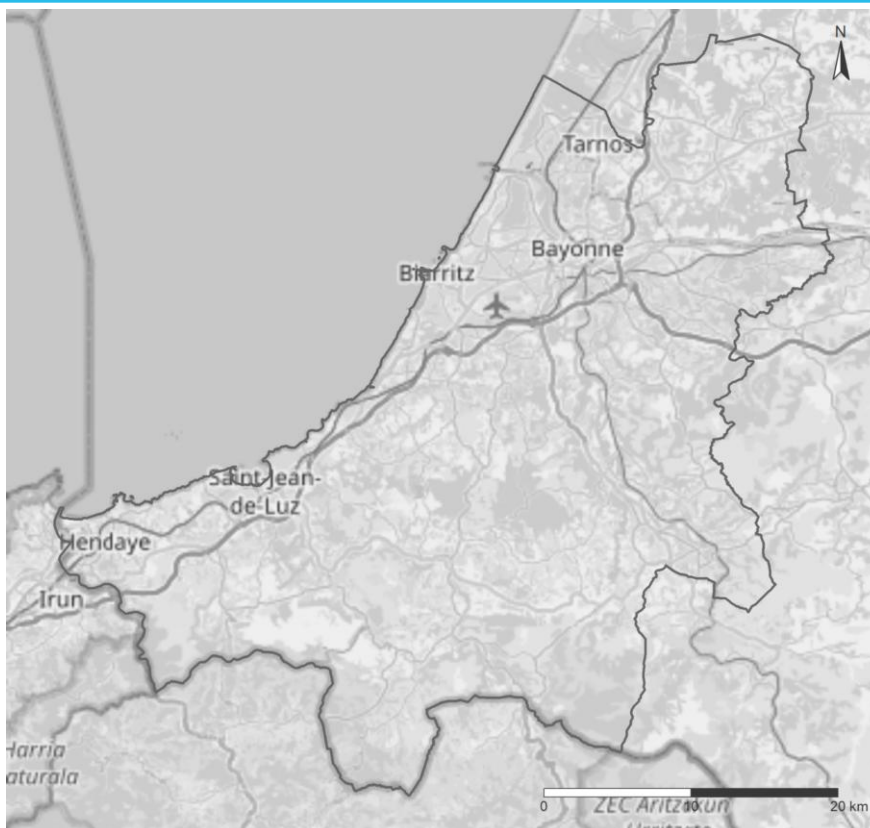 N
Tarnos
Bayonne
Biarritz
Saint-Jean-
de-Luz
Hendaye
Irun
Harria
aturala
0 10 20 km
ZEC Aritzakun